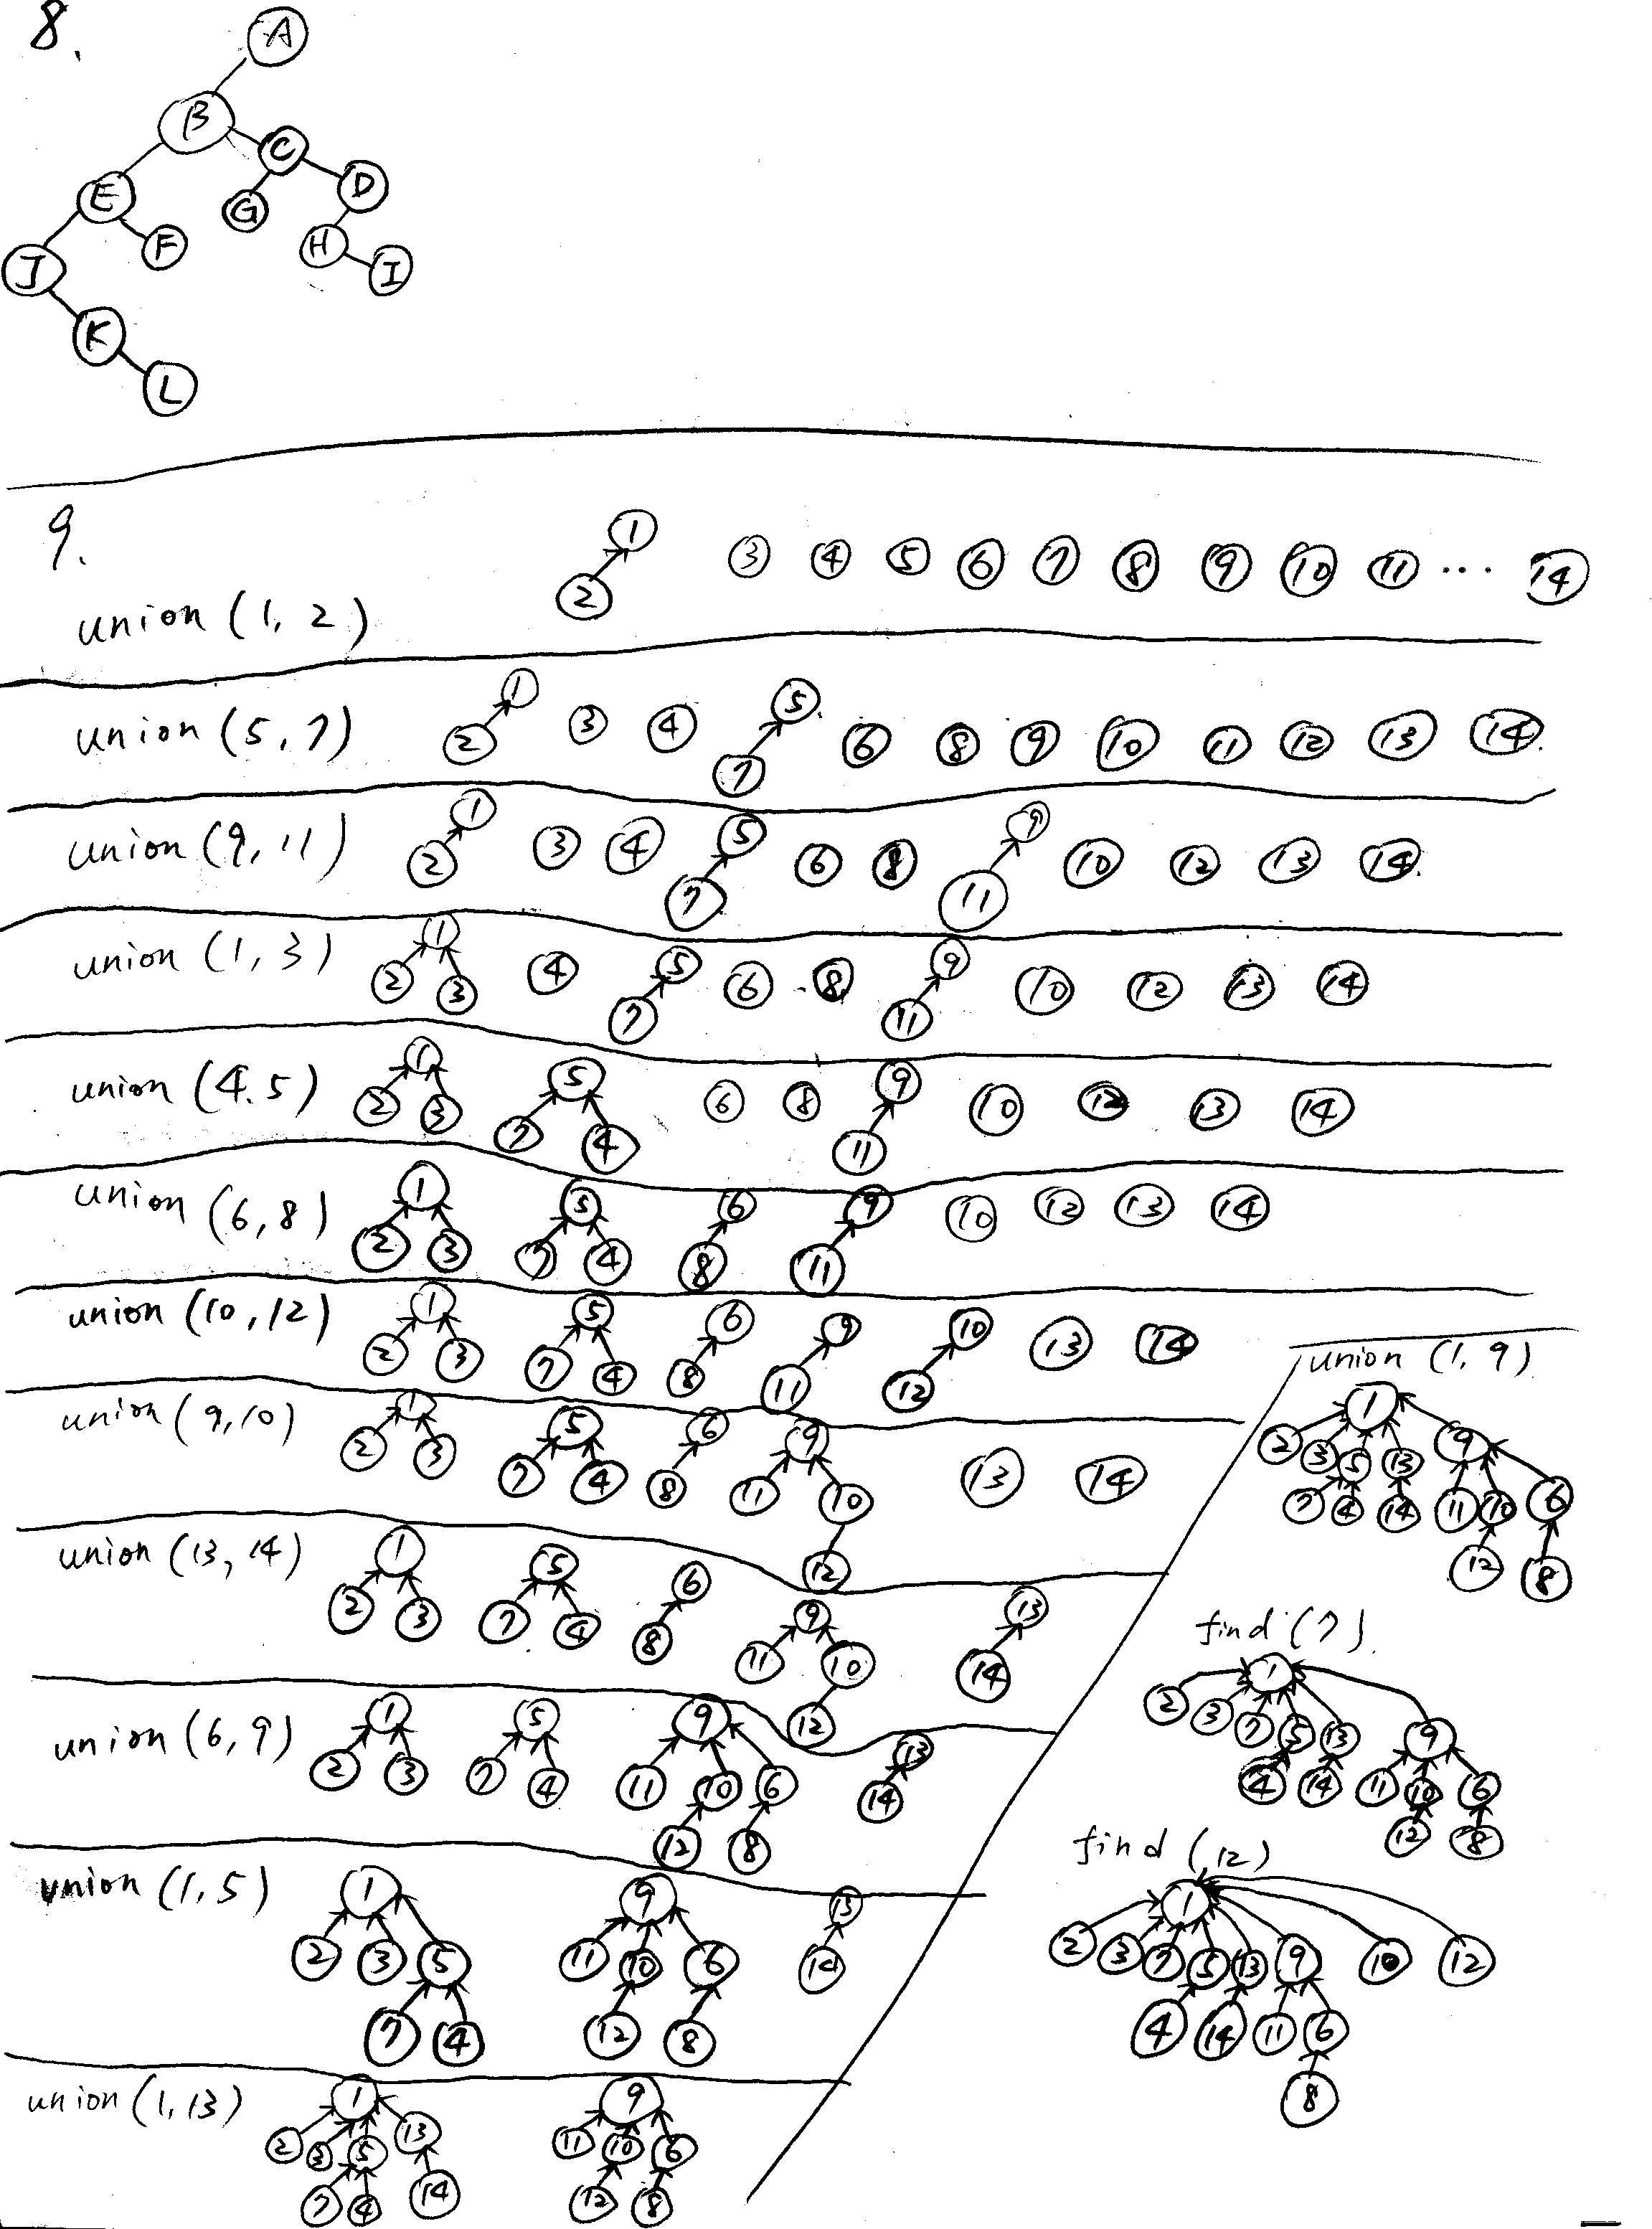 8.
A
B
C
E D
G
F H I
J
K
L
9.
1
3 4 5 6 7 8 9 10 11 ... 14
2
union (1, 2)
1
5
union (5, 7) 2 3 4 6 8 9 10 11 12 13 14
7
1 5 9
union (9, 11) 2 3 4 6 8 10 12 13 14
7 11
1 5 9
union (1, 3) 2 3 4 6 8 10 12 13 14
7 11
1 5 9
union (4, 5) 2 3 6 8 10 12 13 14
7 4 11
1 5 6 9 10 12 13 14
union (6, 8) 2 3 7 4 8 11
1 5 6 9 10 13 14
union (10, 12) 2 3 7 4 8 11 12
union (1, 9)
1
2 3 5 13 9
7 4 14 11 10 6
12 8
1 5 6 9
union (9, 10) 2 3 7 4 8 11 10 13 14
12
1 5 6 9 13
union (13, 14) 2 3 7 4 8 11 10 14
12
find (7)
1
2 3 7 5 13 9
4 14 11 10 6
12 8
1 5 9 13
union (6, 9) 2 3 7 4 11 10 6 14
12 8
find (12)
1
2 3 7 5 13 9 10 12
4 14 11 6
8
1 9 13
union (1, 5) 2 3 5 11 10 6 14
7 4 12 8
1 9
union (1, 13) 2 3 5 13 11 10 6
7 4 14 12 8